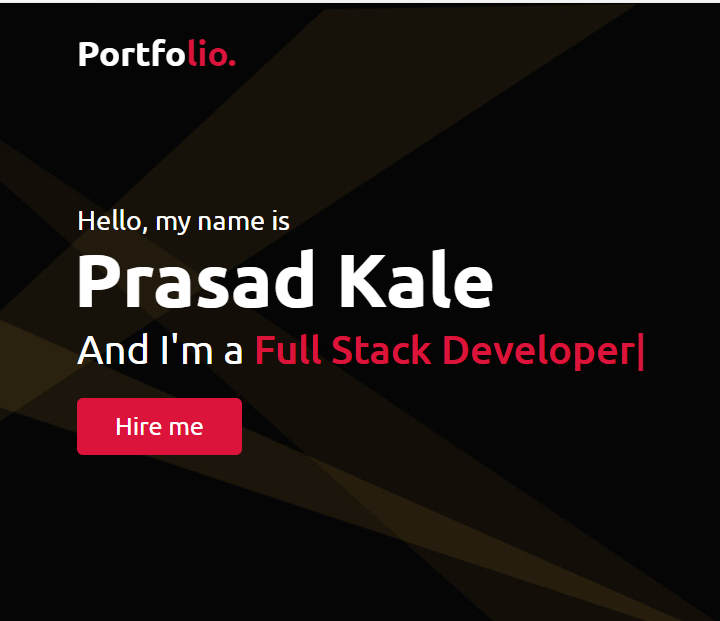 Portfolio.
Hello, my name is
Prasad Kale
And I'm a Full Stack Developer|
Hire me